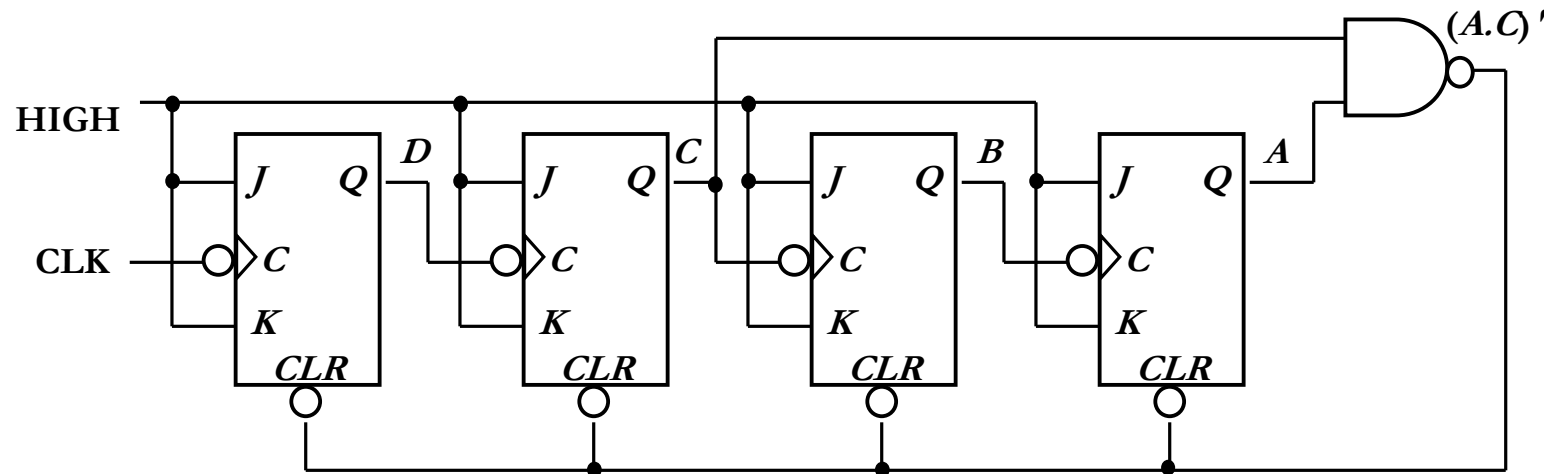 (A.C)'
HIGH
D C B A
J Q J Q J Q J Q
CLK C C C C
K K K K
CLR CLR CLR CLR